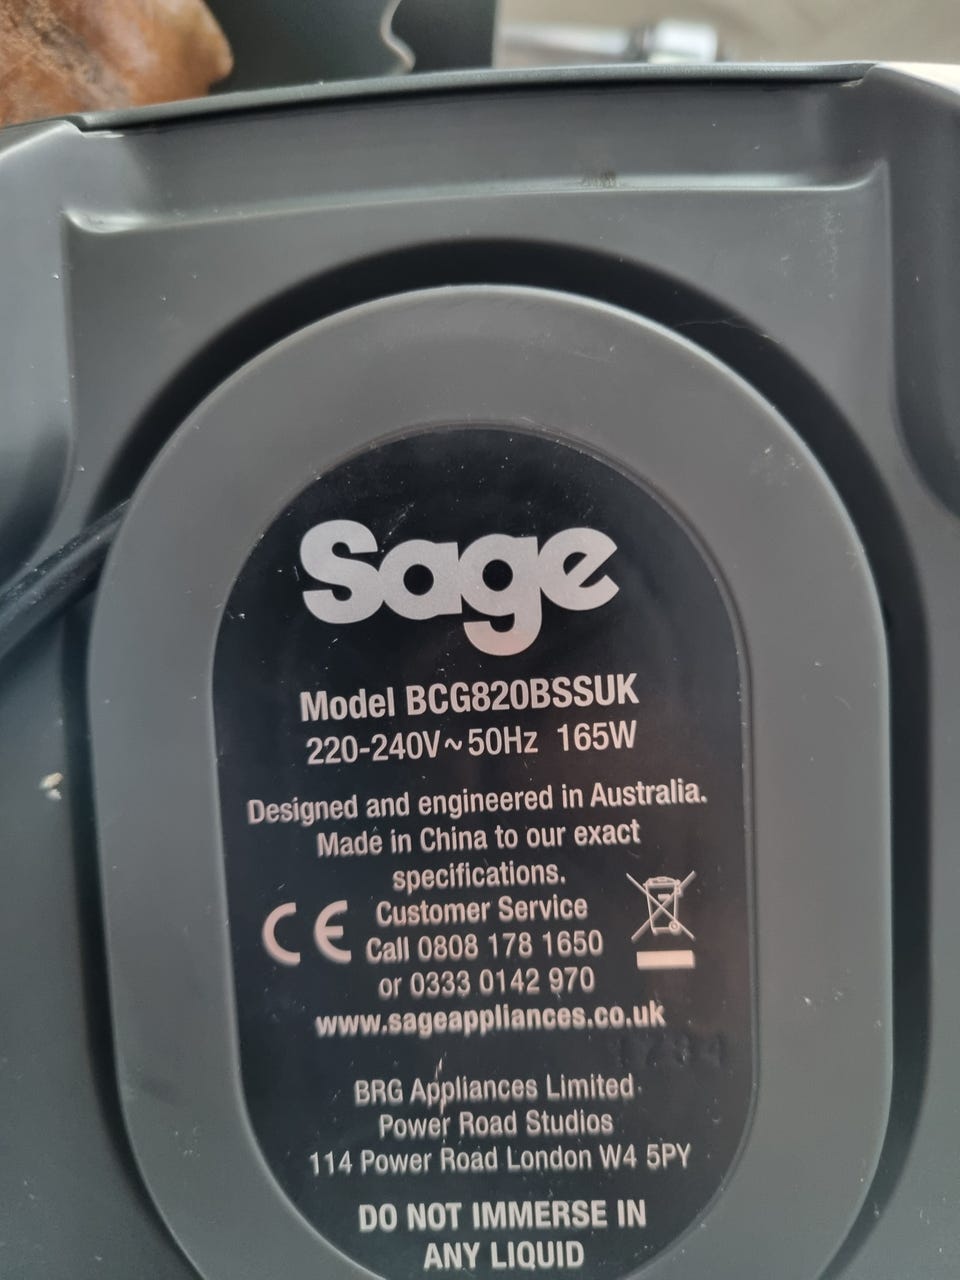 Sage
Model BCG820BSSUK
220-240V~50Hz 165W
Designed and engineered in Australia.
Made in China to our exact
specifications.
CE
Customer Service
Call 0808 178 1650
or 0333 0142 970
www.sageappliances.co.uk
1734
BRG Appliances Limited
Power Road Studios
114 Power Road London W4 5PY
DO NOT IMMERSE IN
ANY LIQUID